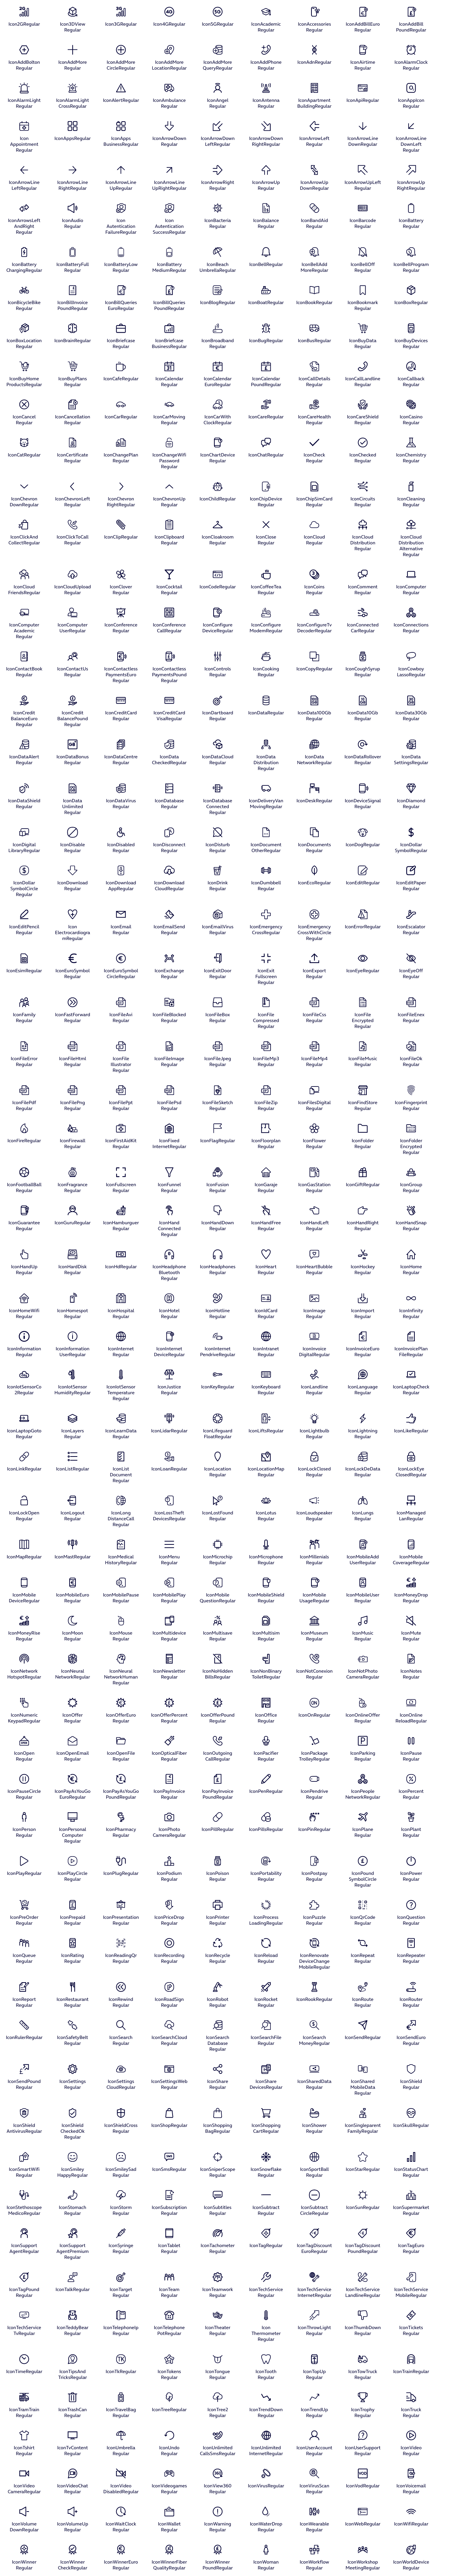 Icon2GRegular Icon3DView Regular Icon3GRegular Icon4GRegular Icon5GRegular IconAcademic Regular IconAccessories Regular IconAddBillEuro Regular IconAddBill PoundRegular
IconAddBolton Regular IconAddMore Regular IconAddMore CircleRegular IconAddMore LocationRegular IconAddMore QueryRegular IconAddPhone Regular IconAdnRegular IconAirtime Regular IconAlarmClock Regular
IconAlarmLight Regular IconAlarmLight CrossRegular IconAlertRegular IconAmbulance Regular IconAngel Regular IconAntenna Regular IconApartment BuildingRegular IconApiRegular IconAppIcon Regular
Icon Appointment Regular IconAppsRegular IconApps BusinessRegular IconArrowDown Regular IconArrowDown LeftRegular IconArrowDown RightRegular IconArrowLeft Regular IconArrowLine DownRegular IconArrowLine DownLeft Regular
IconArrowLine LeftRegular IconArrowLine RightRegular IconArrowLine UpRegular IconArrowLine UpRightRegular IconArrowRight Regular IconArrowUp Regular IconArrowUp DownRegular IconArrowUpLeft Regular IconArrowUp RightRegular
IconArrowsLeft AndRight Regular IconAudio Regular Icon Autentication FailureRegular Icon Autentication SuccesRegular IconBacteria Regular IconBalance Regular IconBandAid Regular IconBarcode Regular IconBattery Regular
IconBattery ChargingRegular IconBatteryFull Regular IconBatteryLow Regular IconBattery MediumRegular IconBeach UmbrellaRegular IconBellRegular IconBellAdd MoreRegular IconBellOff Regular IconBellProgram Regular
IconBicycleBike Regular IconBillInvoice PoundRegular IconBillQueries EuroRegular IconBillQueries PoundRegular IconBlogRegular IconBoatRegular IconBookRegular IconBookmark Regular IconBoxRegular
IconBoxLocation Regular IconBrainRegular IconBriefcase Regular IconBriefcase BusinessRegular IconBroadband Regular IconBugRegular IconBusRegular IconBuyData Regular IconBuyDevices Regular
IconBuyHome ProductsRegular IconBuyPlans Regular IconCafeRegular IconCalendar Regular IconCalendar EuroRegular IconCalendar PoundRegular IconCallDetails Regular IconCallLandline Regular IconCallback Regular
IconCancel Regular IconCancellation Regular IconCarRegular IconCarMoving Regular IconCarWith ClockRegular IconCareRegular IconCareHealth Regular IconCareShield Regular IconCasino Regular
IconCatRegular IconCertificate Regular IconChangePlan Regular IconChangeWifi Password Regular IconChartDevice Regular IconChatRegular IconCheck Regular IconChecked Regular IconChemistry Regular
IconChevron DownRegular IconChevronLeft Regular IconChevron RightRegular IconChevronUp Regular IconChildRegular IconChipDevice Regular IconChipSimCard Regular IconCircuits Regular IconCleaning Regular
IconClickAnd CollectRegular IconClickToCall Regular IconClipRegular IconClipboard Regular IconCloakroom Regular IconClose Regular IconCloud Regular IconCloud Distribution Regular IconCloud Distribution Alternative Regular
IconCloud FriendsRegular IconCloudUpload Regular IconClover Regular IconCocktail Regular IconCodeRegular IconCoffeeTea Regular IconCoins Regular IconComment Regular IconComputer Regular
IconComputer Academic Regular IconComputer UserRegular IconConference Regular IconConference CallRegular IconConfigure DeviceRegular IconConfigure ModemRegular IconConfigureTv DecoderRegular IconConnected CarRegular IconConnections Regular
IconContactBook Regular IconContactUs Regular IconContactless PaymentsEuro Regular IconContactless PaymentsPound Regular IconControls Regular IconCooking Regular IconCopyRegular IconCoughSyrup Regular IconCowboy LassoRegular
IconCredit BalanceEuro Regular IconCredit BalancePound Regular IconCreditCard Regular IconCreditCard VisaRegular IconDartboard Regular IconDataRegular IconData100Gb Regular IconData10Gb Regular IconData30Gb Regular
IconDataAlert Regular IconDataBonus Regular IconDataCentre Regular IconData CheckedRegular IconDataCloud Regular IconData Distribution Regular IconData NetworkRegular IconDataRollover Regular IconData SettingsRegular
IconDataShield Regular IconData Unlimited Regular IconDataVirus Regular IconDatabase Regular IconDatabase Connected Regular IconDeliveryVan MovingRegular IconDeskRegular IconDeviceSignal Regular IconDiamond Regular
IconDigital LibraryRegular IconDisable Regular IconDisabled Regular IconDisconnect Regular IconDisturb Regular IconDocument OtherRegular IconDocuments Regular IconDogRegular IconDollar SymbolRegular
IconDollar SymbolCircle Regular IconDownload Regular IconDownload AppRegular IconDownload CloudRegular IconDrink Regular IconDumbbell Regular IconEcoRegular IconEditRegular IconEditPaper Regular
IconEditPencil Regular Icon Electrocardiogra mRegular IconEmail Regular IconEmailSend Regular IconEmailVirus Regular IconEmergency CrossRegular IconEmergency CrossWithCircle Regular IconErrorRegular IconEscalator Regular
IconEsimRegular IconEuroSymbol Regular IconEuroSymbol CircleRegular IconExchange Regular IconExitDoor Regular IconExit Fullscreen Regular IconExport Regular IconEyeRegular IconEyeOff Regular
IconFamily Regular IconFastForward Regular IconFileAvi Regular IconFileBlocked Regular IconFileBox Regular IconFile Compressed Regular IconFileCss Regular IconFile Encrypted Regular IconFileEnex Regular
IconFileError Regular IconFileHtml Regular IconFile Illustrator Regular IconFileImage Regular IconFileJpeg Regular IconFileMp3 Regular IconFileMp4 Regular IconFileMusic Regular IconFileOk Regular
IconFilePdf Regular IconFilePng Regular IconFilePpt Regular IconFilePsd Regular IconFileSketch Regular IconFileZip Regular IconFilesDigital Regular IconFindStore Regular IconFingerprint Regular
IconFireRegular IconFirewall Regular IconFirstAidKit Regular IconFixed InternetRegular IconFlagRegular IconFloorplan Regular IconFlower Regular IconFolder Regular IconFolder Encrypted Regular
IconFootballBall Regular IconFragrance Regular IconFullscreen Regular IconFunnel Regular IconFusion Regular IconGaraje Regular IconGasStation Regular IconGiftRegular IconGroup Regular
IconGuarantee Regular IconGuruRegular IconHamburguer Regular IconHand Connected Regular IconHandDown Regular IconHandFree Regular IconHandLeft Regular IconHandRight Regular IconHandSnap Regular
IconHandUp Regular IconHardDisk Regular IconHdRegular IconHeadphone Bluetooth Regular IconHeadphones Regular IconHeart Regular IconHeartBubble Regular IconHockey Regular IconHome Regular
IconHomeWifi Regular IconHomespot Regular IconHospital Regular IconHotel Regular IconHotline Regular IconIdCard Regular IconImage Regular IconImport Regular IconInfinity Regular
IconInformation Regular IconInformation UserRegular IconInternet Regular IconInternet DeviceRegular IconInternet PendriveRegular IconIntranet Regular IconInvoice DigitalRegular IconInvoiceEuro Regular IconInvoicePlan FileRegular
IconIotSensorCo 2Regular IconIotSensor HumidityRegular IconIotSensor Temperature Regular IconJustice Regular IconKeyRegular IconKeyboard Regular IconLandline Regular IconLanguage Regular IconLaptopCheck Regular
IconLaptopGoto Regular IconLayers Regular IconLearnData Regular IconLidarRegular IconLifeguard FloatRegular IconLiftsRegular IconLightbulb Regular IconLightning Regular IconLikeRegular
IconLinkRegular IconListRegular IconList Document Regular IconLoanRegular IconLocation Regular IconLocationMap Regular IconLockClosed Regular IconLockDeData Regular IconLockEye ClosedRegular
IconLockOpen Regular IconLogout Regular IconLong DistanceCall Regular IconLossTheft DevicesRegular IconLostFound Regular IconLotus Regular IconLoudspeaker Regular IconLungs Regular IconManaged LanRegular
IconMapRegular IconMastRegular IconMedical HistoryRegular IconMenu Regular IconMicrochip Regular IconMicrophone Regular IconMillenials Regular IconMobileAdd UserRegular IconMobile CoverageRegular
IconMobile DeviceRegular IconMobileEuro Regular IconMobilePause Regular IconMobilePlay Regular IconMobile QuestionRegular IconMobileShield Regular IconMobile UsageRegular IconMobileUser Regular IconMoneyDrop Regular
IconMoneyRise Regular IconMoon Regular IconMouse Regular IconMultidevice Regular IconMultisave Regular IconMultisim Regular IconMuseum Regular IconMusic Regular IconMute Regular
IconNetwork HotspotRegular IconNeural NetworkRegular IconNeural NetworkHuman Regular IconNewsletter Regular IconNoHidden BillsRegular IconNonBinary ToiletRegular IconNotConexion Regular IconNotPhoto CameraRegular IconNotes Regular
IconNumeric KeypadRegular IconOffer Regular IconOfferEuro Regular IconOfferPercent Regular IconOfferPound Regular IconOffice Regular IconOnRegular IconOnlineOffer Regular IconOnline ReloadRegular
IconOpen Regular IconOpenEmail Regular IconOpenFile Regular IconOpticalFiber Regular IconOutgoing CallRegular IconPacifier Regular IconPackage TrolleyRegular IconParking Regular IconPause Regular
IconPauseCircle Regular IconPayAsYouGo EuroRegular IconPayAsYouGo PoundRegular IconPayInvoice Regular IconPayInvoice PoundRegular IconPenRegular IconPendrive Regular IconPeople NetworkRegular IconPercent Regular
IconPerson Regular IconPersonal Computer Regular IconPharmacy Regular IconPhoto CameraRegular IconPillRegular IconPillsRegular IconPinRegular IconPlane Regular IconPlant Regular
IconPlayRegular IconPlayCircle Regular IconPlugRegular IconPodium Regular IconPoison Regular IconPortability Regular IconPostpay Regular IconPound SymbolCircle Regular IconPower Regular
IconPreOrder Regular IconPrepaid Regular IconPresentation Regular IconPriceDrop Regular IconPrinter Regular IconProcess LoadingRegular IconPuzzle Regular IconQrCode Regular IconQuestion Regular
IconQueue Regular IconRating Regular IconReadingQr Regular IconRecording Regular IconRecycle Regular IconReload Regular IconRenovate DeviceChange MobileRegular IconRepeat Regular IconRepeater Regular
IconReport Regular IconRestaurant Regular IconRewind Regular IconRoadSign Regular IconRobot Regular IconRocket Regular IconRookRegular IconRoute Regular IconRouter Regular
IconRulerRegular IconSafetyBelt Regular IconSearch Regular IconSearchCloud Regular IconSearch Database Regular IconSearchFile Regular IconSearch MoneyRegular IconSendRegular IconSendEuro Regular
IconSendPound Regular IconSettings Regular IconSettings CloudRegular IconSettingsWeb Regular IconShare Regular IconShare DevicesRegular IconSharedData Regular IconShared MobileData Regular IconShield Regular
IconShield AntivirusRegular IconShield CheckedOk Regular IconShieldCross Regular IconShopRegular IconShopping BagRegular IconShopping CartRegular IconShower Regular IconSingleparent FamilyRegular IconSkullRegular
IconSmartWifi Regular IconSmiley HappyRegular IconSmileySad Regular IconSmsRegular IconSniperScope Regular IconSnowflake Regular IconSportBall Regular IconStarRegular IconStatusChart Regular
IconStethoscope MedicoRegular IconStomach Regular IconStorm Regular IconSubscription Regular IconSubtitles Regular IconSubtract Regular IconSubtract CircleRegular IconSunRegular IconSupermarket Regular
IconSupport AgentRegular IconSupport AgentPremium Regular IconSyringe Regular IconTablet Regular IconTachometer Regular IconTagRegular IconTagDiscount EuroRegular IconTagDiscount PoundRegular IconTagEuro Regular
IconTagPound Regular IconTalkRegular IconTarget Regular IconTeam Regular IconTeamwork Regular IconTechService Regular IconTechService InternetRegular IconTechService LandlineRegular IconTechService MobileRegular
IconTechService TvRegular IconTeddyBear Regular IconTelephoneIp Regular IconTelephone PotRegular IconTheater Regular Icon Thermometer Regular IconThrowLight Regular IconThumbDown Regular IconTickets Regular
IconTimeRegular IconTipsAnd TricksRegular IconTkRegular IconTokens Regular IconTongue Regular IconTooth Regular IconTopUp Regular IconTowTruck Regular IconTrainRegular
IconTramTrain Regular IconTrashCan Regular IconTravelBag Regular IconTreeRegular IconTree2 Regular IconTrendDown Regular IconTrendUp Regular IconTrophy Regular IconTruck Regular
IconTshirt Regular IconTvContent Regular IconUmbrella Regular IconUndo Regular IconUnlimited CallsSmsRegular IconUnlimited InternetRegular IconUserAccount Regular IconUserSupport Regular IconVideo Regular
IconVideo CameraRegular IconVideoChat Regular IconVideo DisabledRegular IconVideogames Regular IconView360 Regular IconVirusRegular IconVirusScan Regular IconVodRegular IconVoicemail Regular
IconVolume DownRegular IconVolumeUp Regular IconWaitClock Regular IconWallet Regular IconWarning Regular IconWaterDrop Regular IconWearable Regular IconWebRegular IconWifiRegular
IconWinner Regular IconWinner CheckRegular IconWinnerEuro Regular IconWinnerFiber QualityRegular IconWinner PoundRegular IconWoman Regular IconWorkflow Regular IconWorkshop MeetingRegular IconWorldDevice Regular